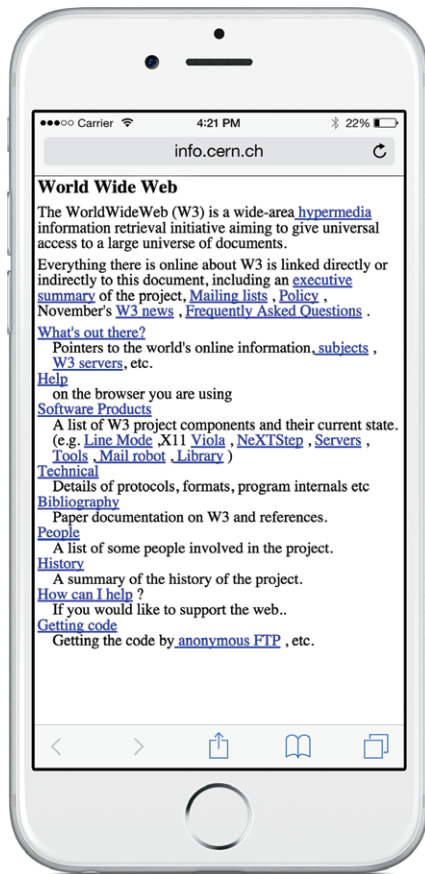 Carrier 4:21 PM 22%
info.cern.ch
World Wide Web
The WorldWideWeb (W3) is a wide-area hypermedia
information retrieval initiative aiming to give universal
access to a large universe of documents.
Everything there is online about W3 is linked directly or
indirectly to this document, including an executive
summary of the project, Mailing lists , Policy ,
November's W3 news , Frequently Asked Questions .
What's out there?
Pointers to the world's online information, subjects ,
W3 servers, etc.
Help
on the browser you are using
Software Products
A list of W3 project components and their current state.
(e.g. Line Mode ,X11 Viola , NeXTStep , Servers ,
Tools , Mail robot , Library )
Technical
Details of protocols, formats, program internals etc
Bibliography
Paper documentation on W3 and references.
People
A list of some people involved in the project.
History
A summary of the history of the project.
How can I help ?
If you would like to support the web..
Getting code
Getting the code by anonymous FTP , etc.